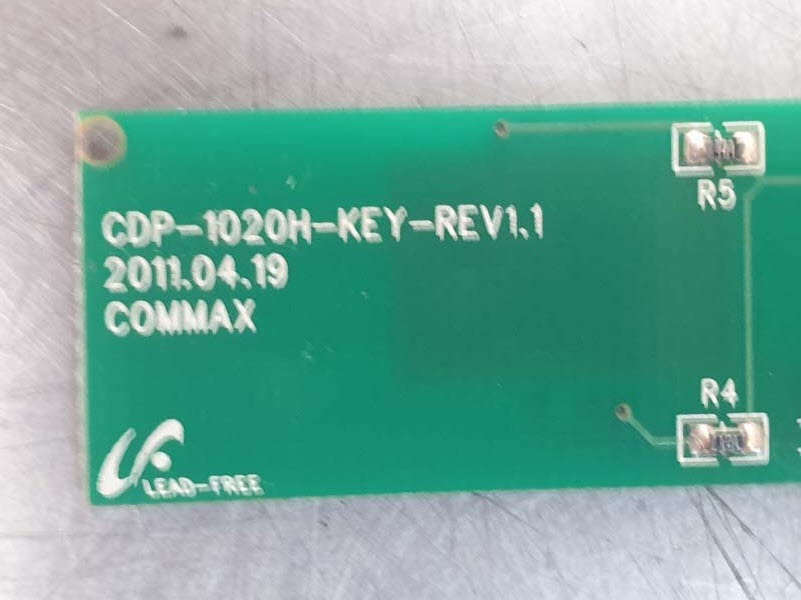 CDP-1020H-KEY-REV1.1
2011.04.19
COMMAX
LEAD-FREE
R5
R4